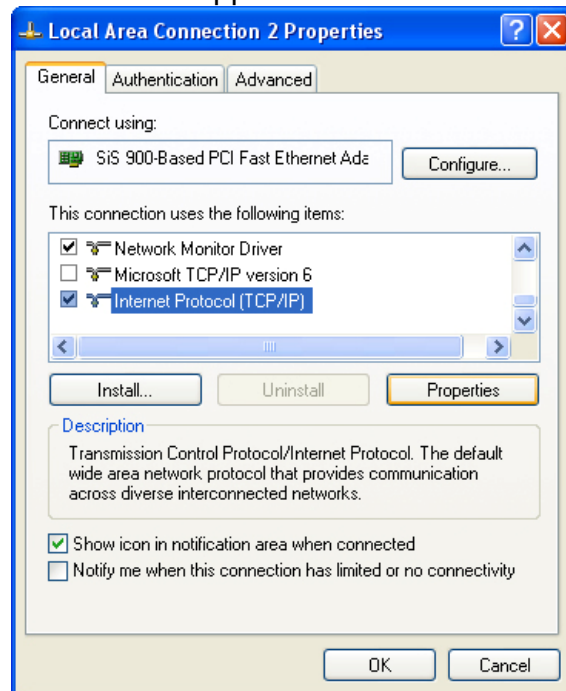 Local Area Connection 2 Properties
General Authentication Advanced
Connect using:
SiS 900-Based PCI Fast Ethernet Ada
Configure...
This connection uses the following items:
Network Monitor Driver
Microsoft TCP/IP version 6
Internet Protocol (TCP/IP)
Install... Uninstall Properties
Description
Transmission Control Protocol/Internet Protocol. The default
wide area network protocol that provides communication
across diverse interconnected networks.
Show icon in notification area when connected
Notify me when this connection has limited or no connectivity
OK Cancel